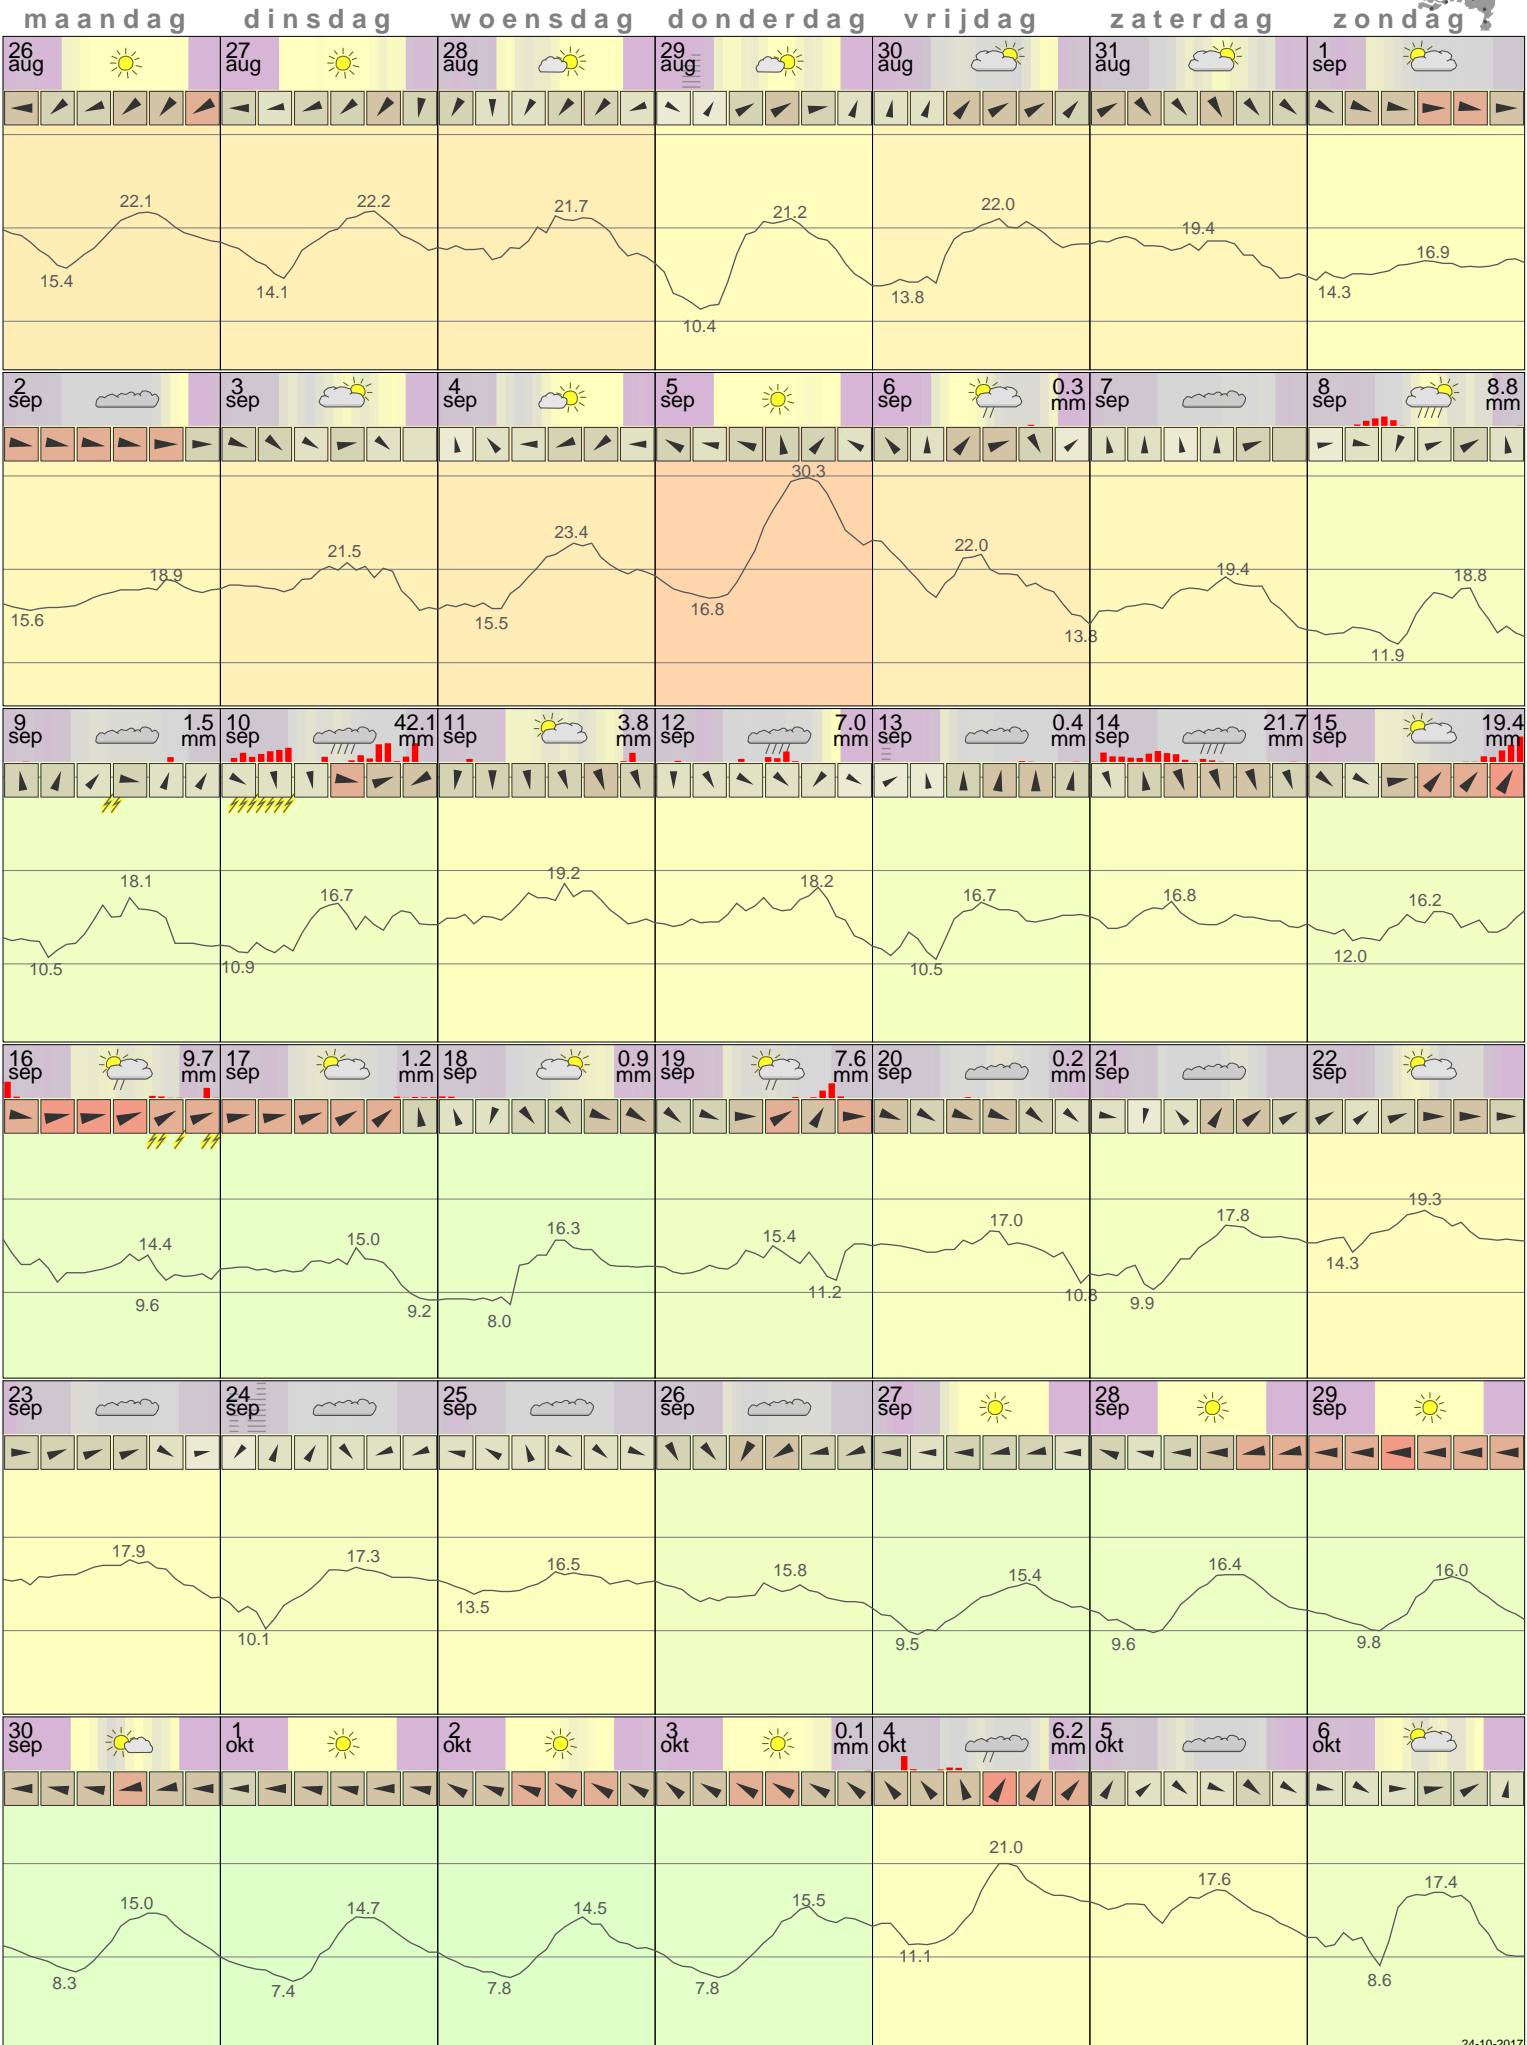 maandag dinsdag woensdag donderdag vrijdag zaterdag zondag
26 aug 27 aug 28 aug 29 aug 30 aug 31 aug 1 sep
22.1 22.2 21.7 21.2 22.0 19.4 16.9
15.4 14.1 10.4 13.8 14.3
2 sep 3 sep 4 sep 5 sep 6 sep 0.3 mm 7 sep 8 sep 8.8 mm
18.9 21.5 23.4 30.3 22.0 19.4 18.8
15.6 15.5 16.8 13.8 11.9
9 sep 1.5 mm 10 sep 42.1 mm 11 sep 3.8 mm 12 sep 7.0 mm 13 sep 0.4 mm 14 sep 21.7 mm 15 sep 19.4 mm
18.1 16.7 19.2 18.2 16.7 16.8 16.2
10.5 10.9 10.5 12.0
16 sep 9.7 mm 17 sep 1.2 mm 18 sep 0.9 mm 19 sep 7.6 mm 20 sep 0.2 mm 21 sep 22 sep
14.4 15.0 16.3 15.4 17.0 17.8 19.3
9.6 9.2 8.0 11.2 10.8 9.9 14.3
23 sep 24 sep 25 sep 26 sep 27 sep 28 sep 29 sep
17.9 17.3 16.5 15.8 15.4 16.4 16.0
10.1 13.5 9.5 9.6 9.8
30 sep 1 okt 2 okt 3 okt 0.1 mm 4 okt 6.2 mm 5 okt 6 okt
15.0 14.7 14.5 15.5 21.0 17.6 17.4
8.3 7.4 7.8 7.8 11.1 8.6
24-10-2017